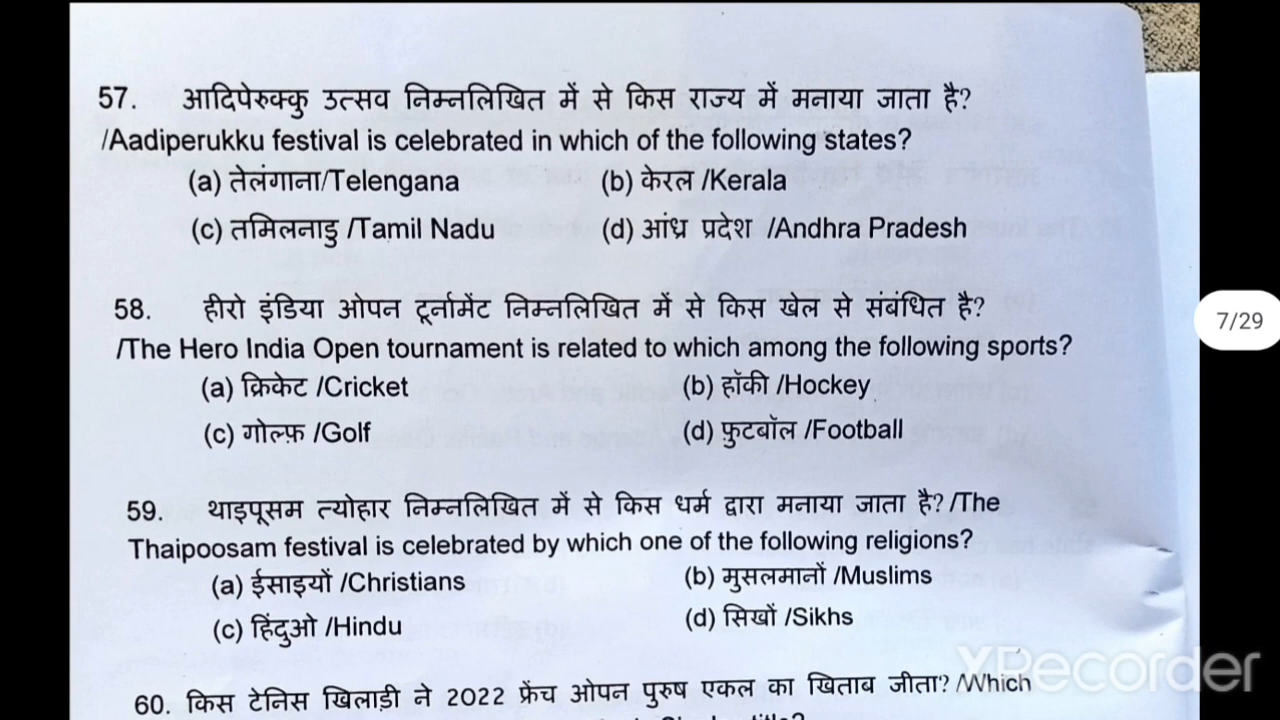 57. आदिपेरुक्कु उत्सव निम्नलिखित में से किस राज्य में मनाया जाता है?
/Aadiperukku festival is celebrated in which of the following states?
(a) तेलंगाना/Telengana (b) केरल /Kerala
(c) तमिलनाडु /Tamil Nadu (d) आंध्र प्रदेश /Andhra Pradesh
58. हीरो इंडिया ओपन टूर्नामेंट निम्नलिखित में से किस खेल से संबंधित है?
/The Hero India Open tournament is related to which among the following sports?
(a) क्रिकेट /Cricket (b) हॉकी /Hockey
(c) गोल्फ़ /Golf (d) फुटबॉल /Football
59. थाइपूसम त्योहार निम्नलिखित में से किस धर्म द्वारा मनाया जाता है? /The
Thaipoosam festival is celebrated by which one of the following religions?
(a) ईसाइयों /Christians (b) मुसलमानों /Muslims
(c) हिंदुओ /Hindu (d) सिखों /Sikhs
60. किस टेनिस खिलाड़ी ने 2022 फ्रेंच ओपन पुरुष एकल का खिताब जीता? /Which
7/29
XRecorder